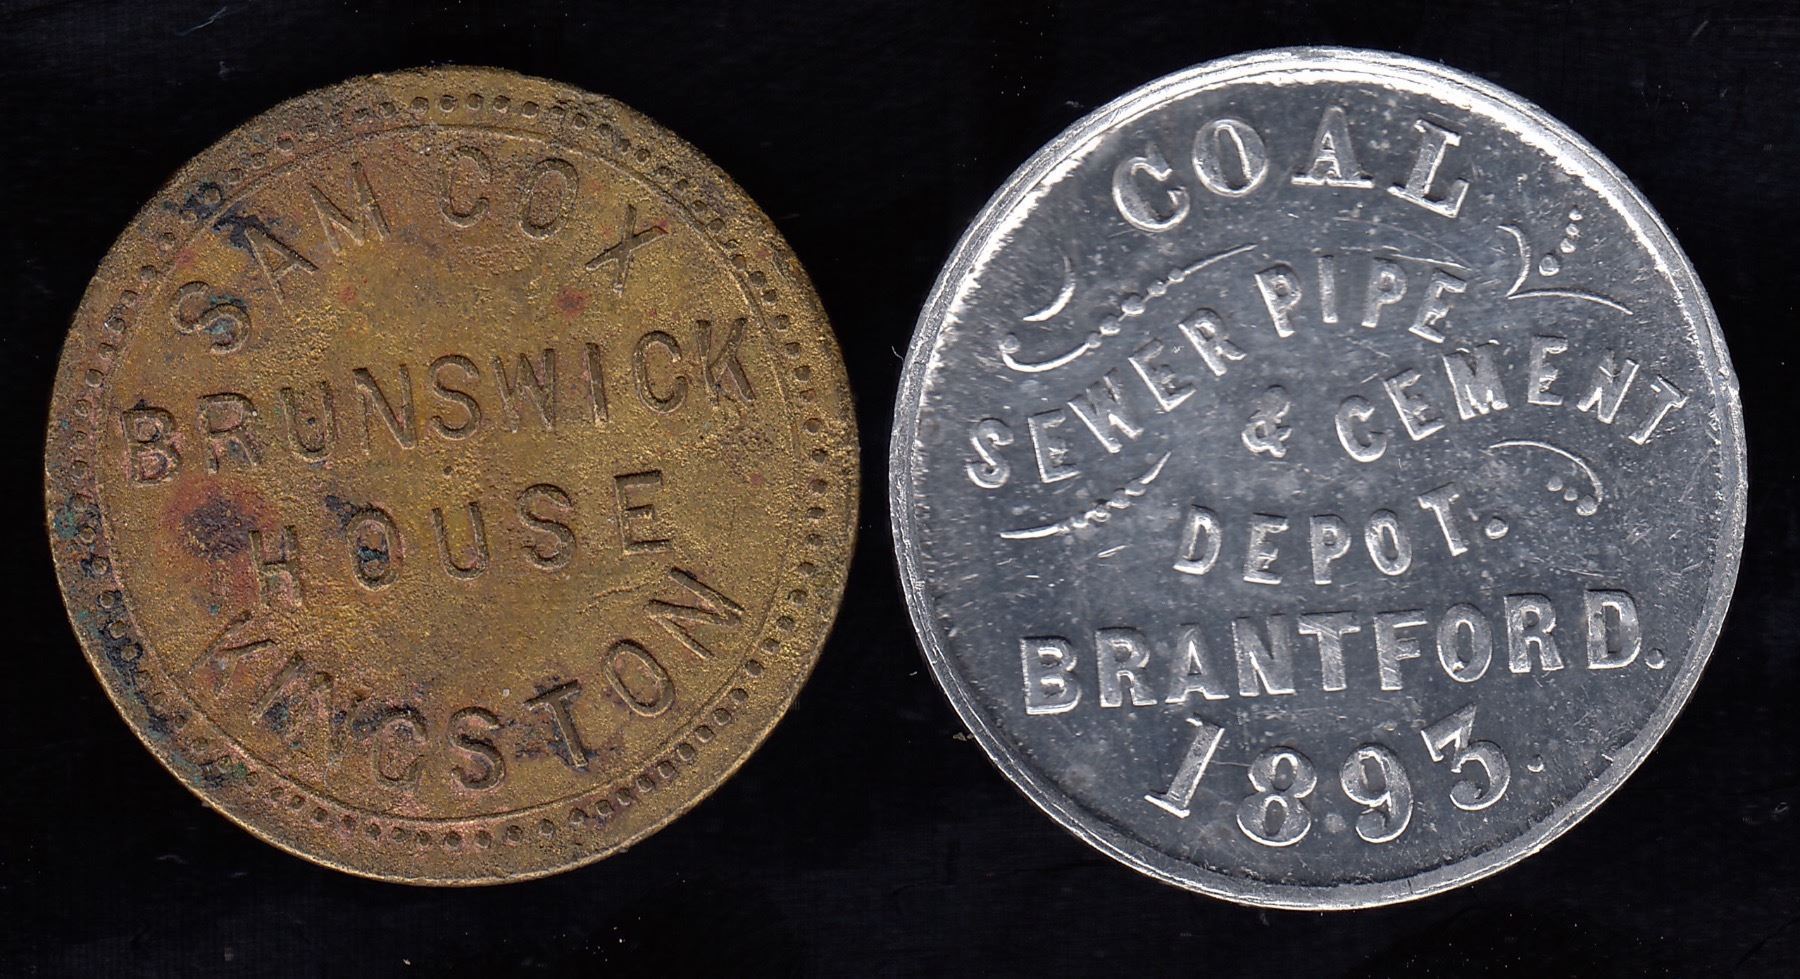 SAM COX
BRUNSWICK
HOUSE
KINGSTON
COAL
SEWER PIPE
& CEMENT
DEPOT.
BRANTFORD.
1893.